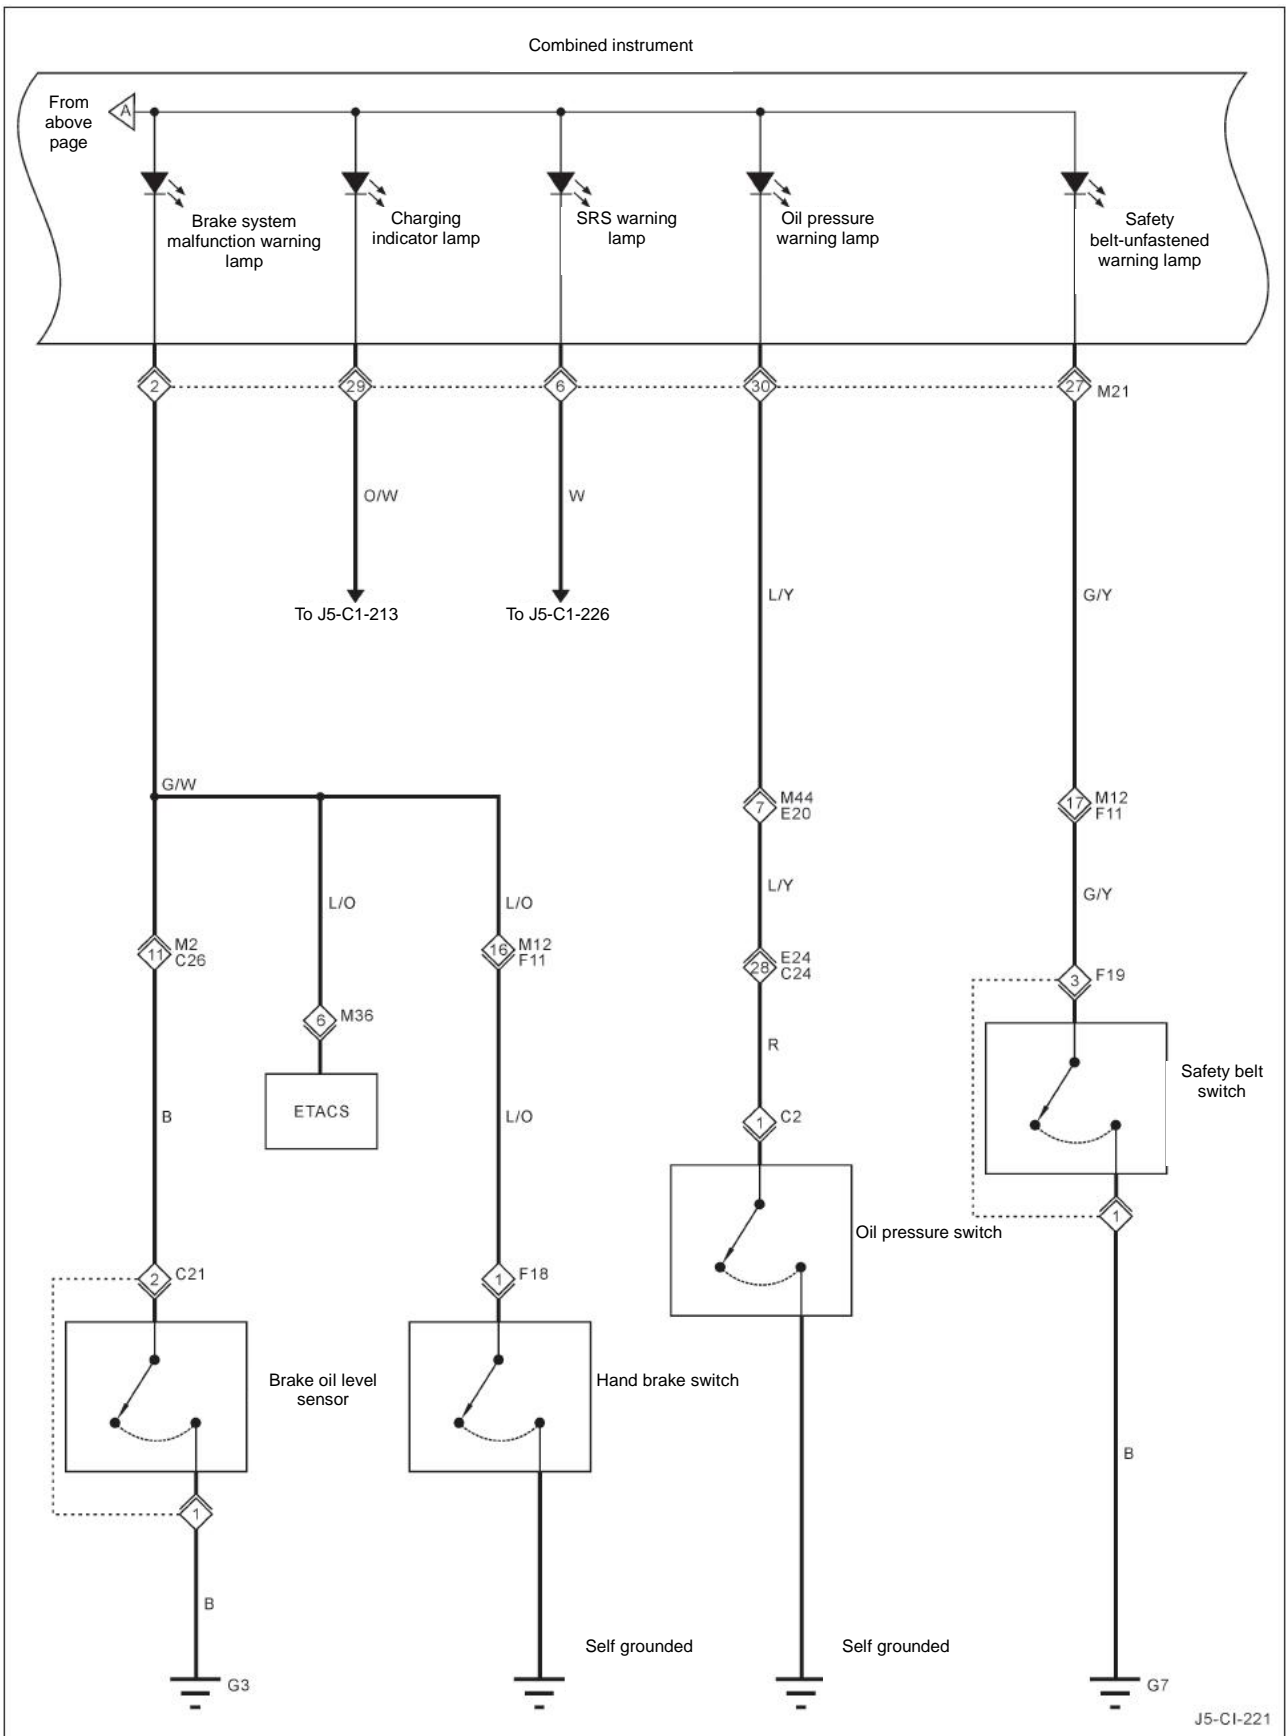 Combined instrument
From
above
page
A
Brake system
malfunction warning
lamp
Charging
indicator lamp
SRS warning
lamp
Oil pressure
warning lamp
Safety
belt-unfastened
warning lamp
2
29
6
30
27
M21
O/W
W
To J5-C1-213
To J5-C1-226
L/Y
G/Y
G/W
7
M44
E20
17
M12
F11
L/O
L/O
L/Y
G/Y
11
M2
C26
16
M12
F11
28
E24
C24
3
F19
6
M36
R
ETACS
B
L/O
1
C2
Safety belt
switch
Oil pressure switch
1
2
C21
1
F18
Brake oil level
sensor
Hand brake switch
B
1
B
Self grounded
Self grounded
G3
G7
J5-CI-221